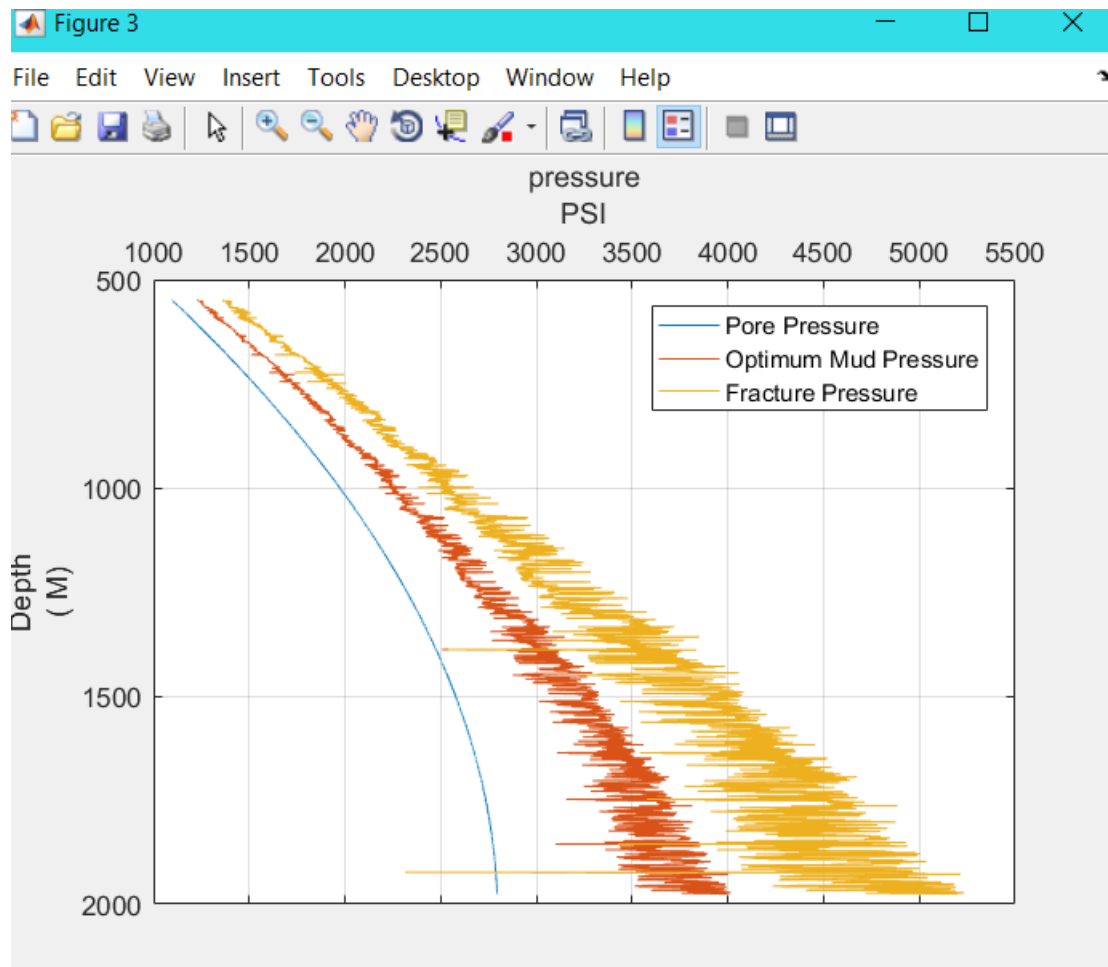 Figure 3
File Edit View Insert Tools Desktop Window Help
pressure
PSI
1000 1500 2000 2500 3000 3500 4000 4500 5000 5500
500
Pore Pressure
Optimum Mud Pressure
Fracture Pressure
1000
Depth
( M)
1500
2000